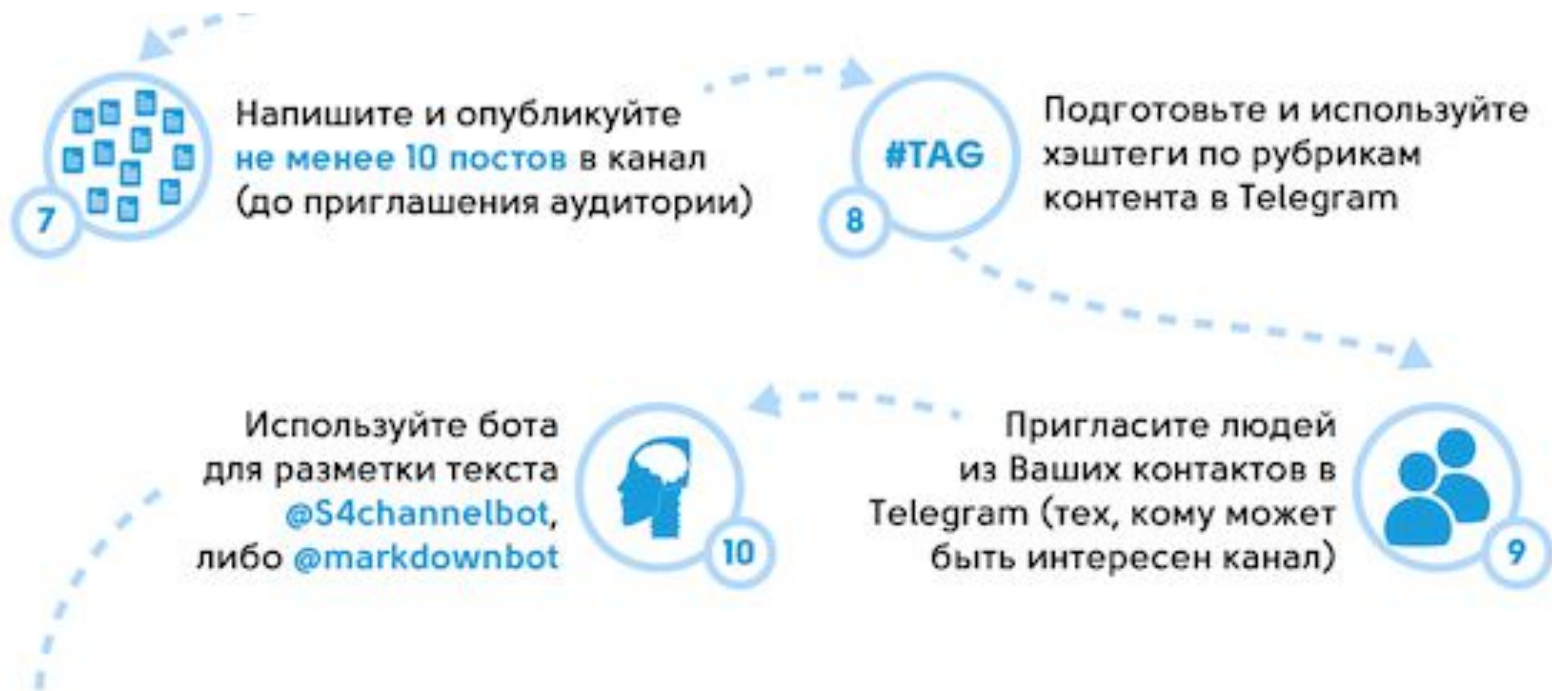 Напишите и опубликуйте
не менее 10 постов в канал
(до приглашения аудитории)
7
#TAG
8
Подготовьте и используйте
хэштеги по рубрикам
контента в Telegram
Пригласите людей
из Ваших контактов в
Telegram (тех, кому может
быть интересен канал)
9
Используйте бота
для разметки текста
@S4channelbot,
либо @markdownbot
10